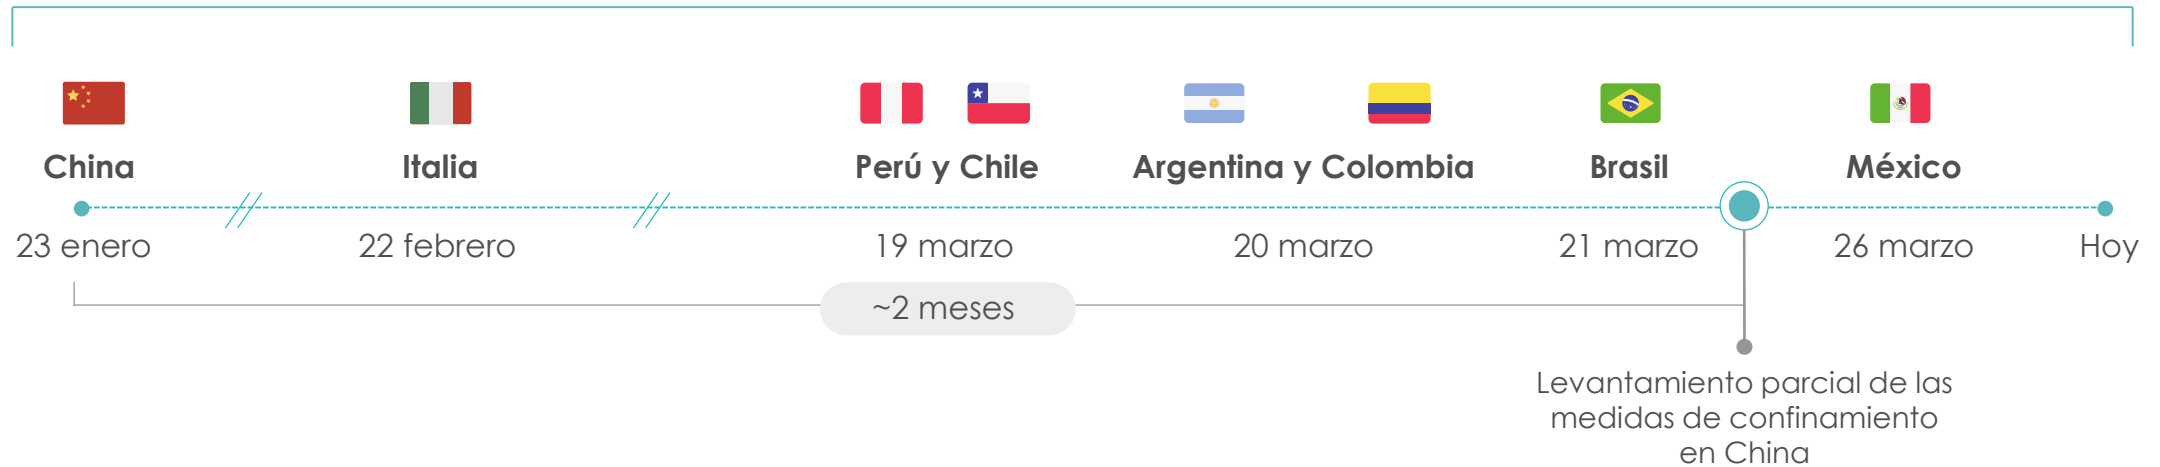 China
Italia
Perú y Chile
Argentina y Colombia
Brasil
México
23 enero
22 febrero
19 marzo
20 marzo
21 marzo
26 marzo
Hoy
~2 meses
Levantamiento parcial de las
medidas de confinamiento
en China